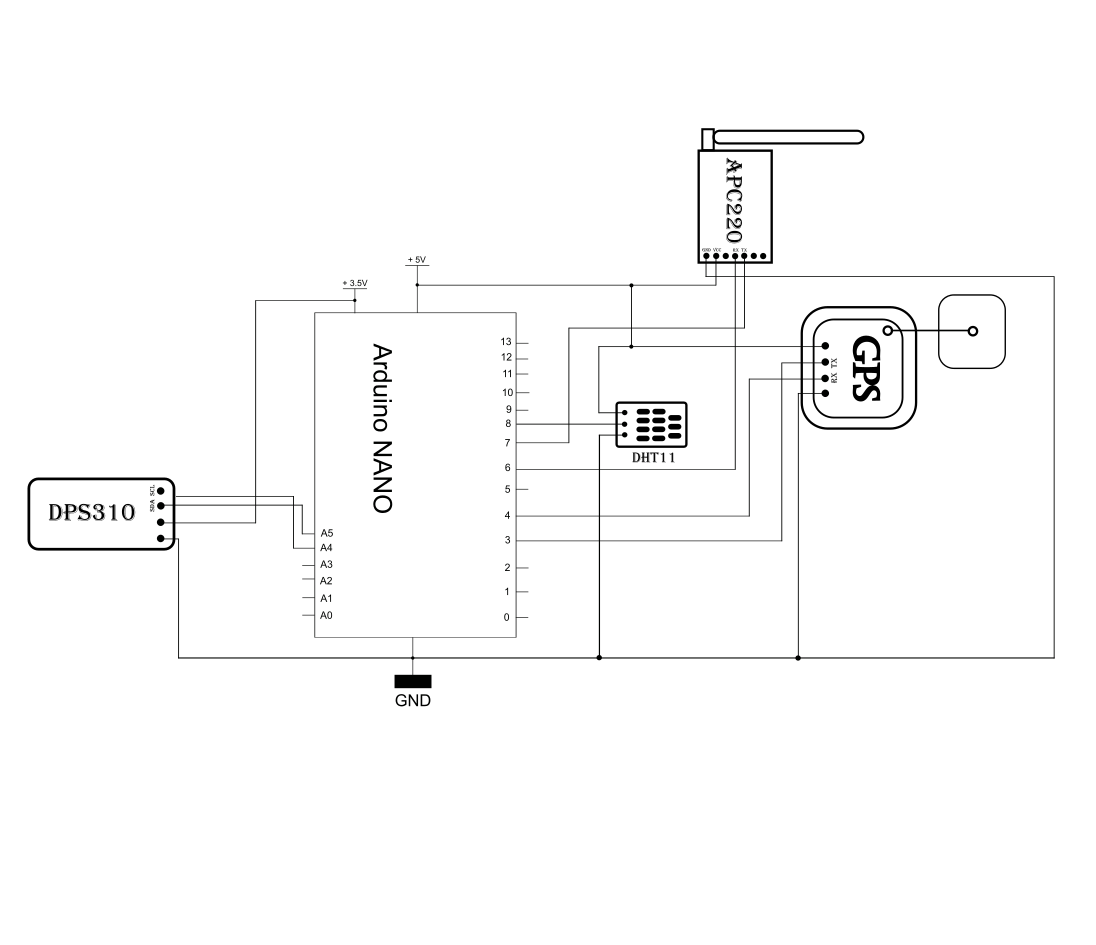 APC220
GND VCC RX TX
+ 5V
+ 3.5V
Arduino NANO
13
12
11
10
9
8
7
6
5
4
3
2
1
0
GPS
RX TX
DHT11
DPS310
SDA SCL
A5
A4
A3
A2
A1
A0
GND